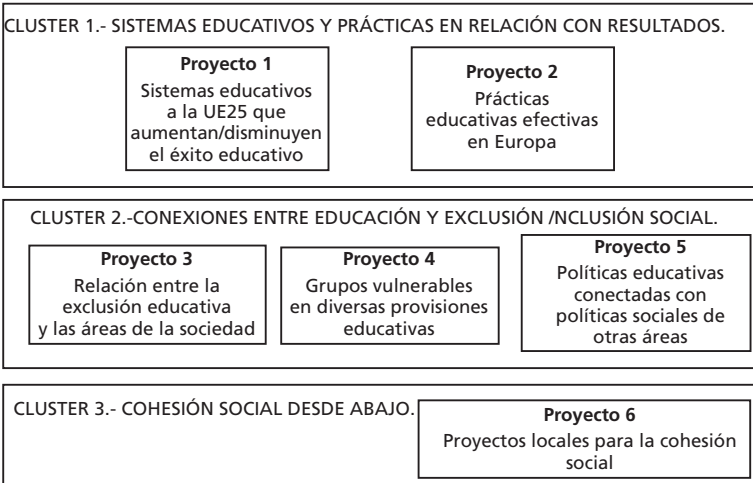 CLUSTER 1.- SISTEMAS EDUCATIVOS Y PRÁCTICAS EN RELACIÓN CON RESULTADOS.
Proyecto 1
Sistemas educativos
a la UE25 que
aumentan/disminuyen
el éxito educativo
Proyecto 2
Prácticas
educativas efectivas
en Europa
CLUSTER 2.-CONEXIONES ENTRE EDUCACIÓN Y EXCLUSIÓN /NCLUSIÓN SOCIAL.
Proyecto 3
Relación entre la
exclusión educativa
y las áreas de la sociedad
Proyecto 4
Grupos vulnerables
en diversas provisiones
educativas
Proyecto 5
Políticas educativas
conectadas con
políticas sociales de
otras áreas
CLUSTER 3.- COHESIÓN SOCIAL DESDE ABAJO.
Proyecto 6
Proyectos locales para la cohesión
social